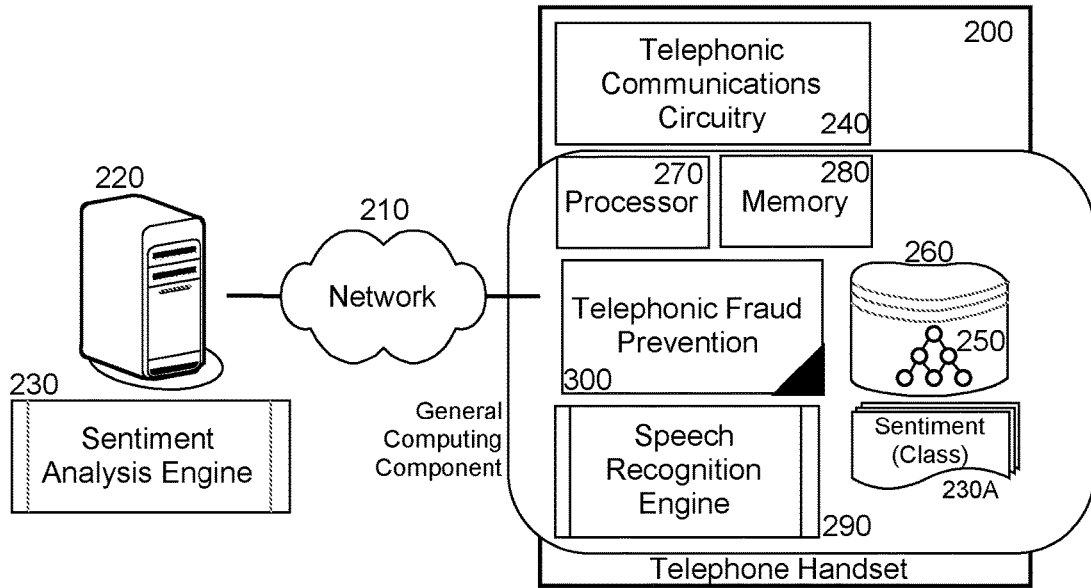 200
Telephonic
Communications
Circuitry
240
220
210
Network
230
Sentiment
Analysis Engine
General
Computing
Component
270
Processor
280
Memory
260
250
Telephonic Fraud
Prevention
300
Speech
Recognition
Engine
290
Sentiment
(Class)
230A
Telephone Handset